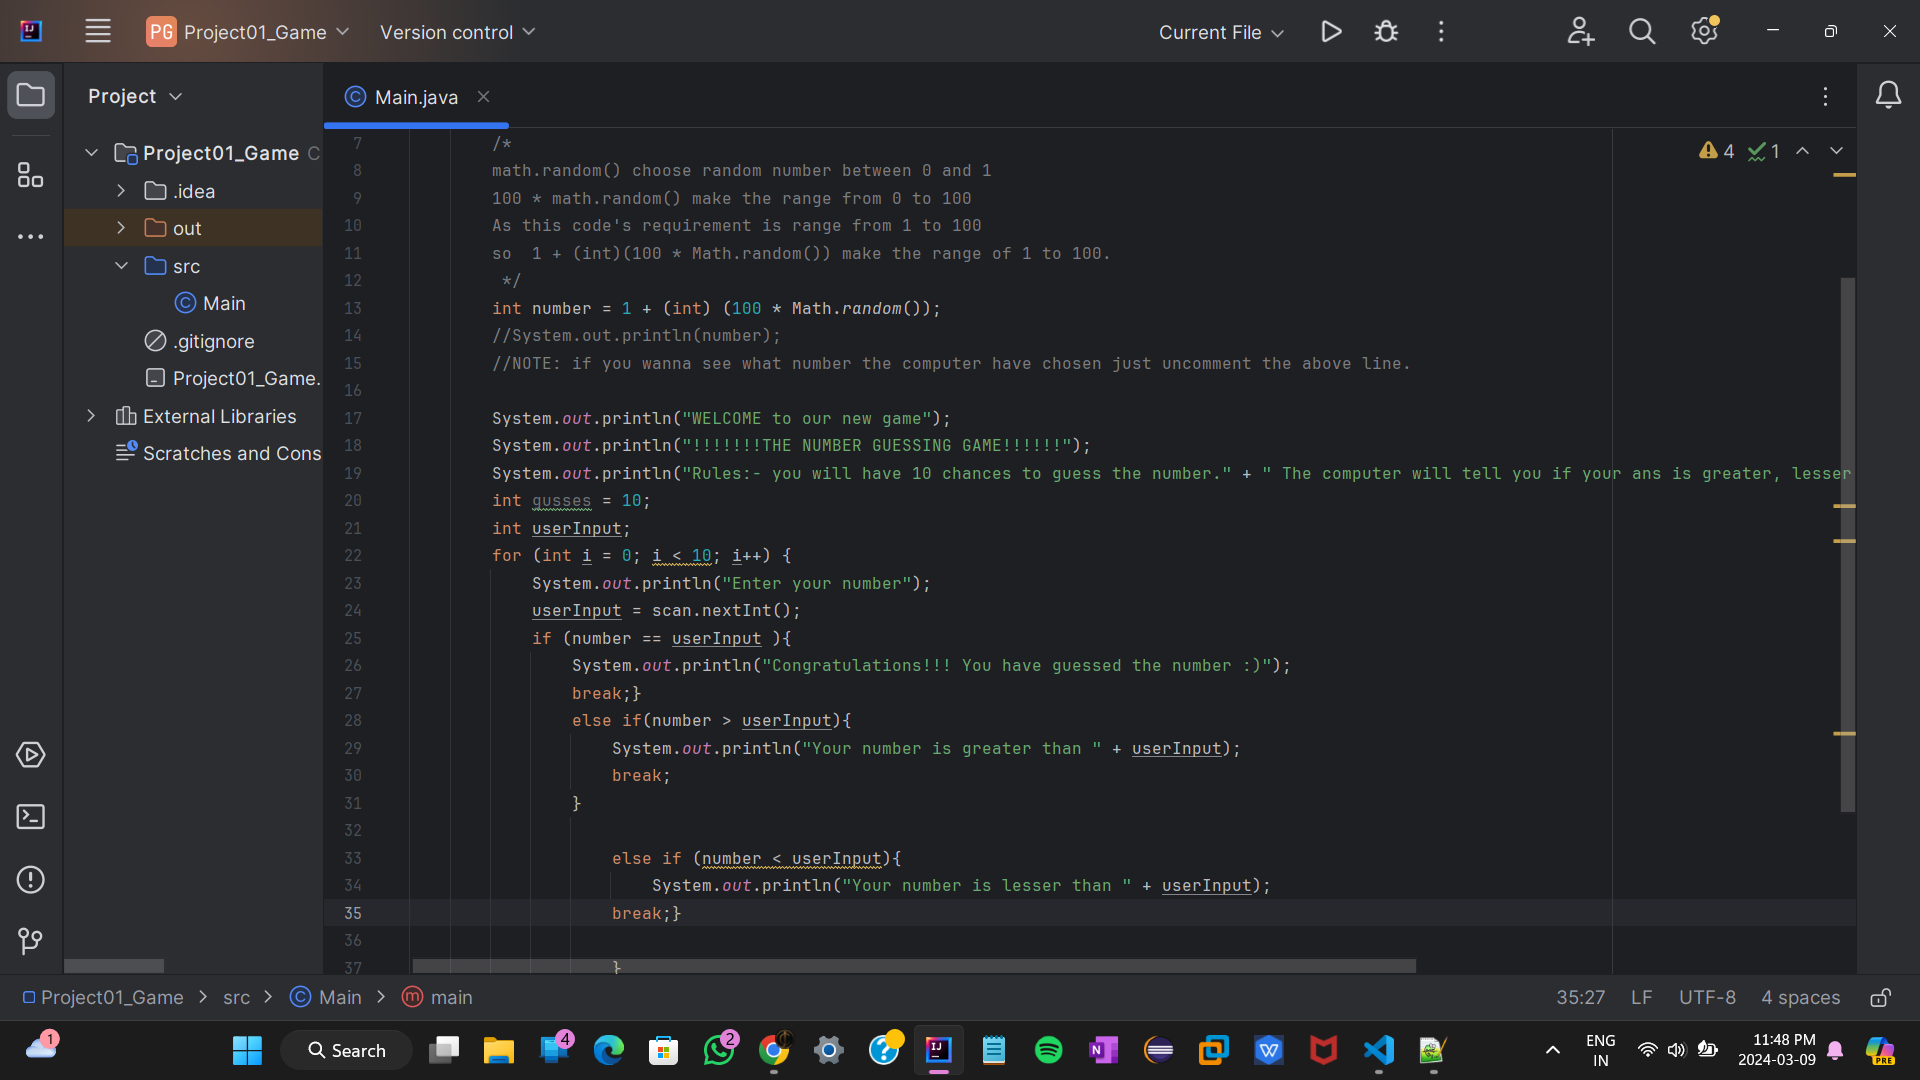 PG Project01_Game Version control Current File
Project
Main.java
Project01_Game C
.idea
out
src
Main
.gitignore
Project01_Game.
External Libraries
Scratches and Cons
4 1
7 /*
8 math.random() choose random number between 0 and 1
9 100 * math.random() make the range from 0 to 100
10 As this code's requirement is range from 1 to 100
11 so  1 + (int)(100 * Math.random()) make the range of 1 to 100.
12 */
13 int number = 1 + (int) (100 * Math.random());
14 //System.out.println(number);
15 //NOTE: if you wanna see what number the computer have chosen just uncomment the above line.
16
17 System.out.println("WELCOME to our new game");
18 System.out.println("!!!!!!!THE NUMBER GUESSING GAME!!!!!!");
19 System.out.println("Rules:- you will have 10 chances to guess the number." + " The computer will tell you if your ans is greater, lesser
20 int qusses = 10;
21 int userInput;
22 for (int i = 0; i < 10; i++) {
23 System.out.println("Enter your number");
24 userInput = scan.nextInt();
25 if (number == userInput ){
26 System.out.println("Congratulations!!! You have guessed the number :)");
27 break;}
28 else if(number > userInput){
29 System.out.println("Your number is greater than " + userInput);
30 break;
31 }
32
33 else if (number < userInput){
34 System.out.println("Your number is lesser than " + userInput);
35 break;}
36
37 }
Project01_Game > src > Main > main 35:27 LF UTF-8 4 spaces
1 Search 4 2 ENG 11:48 PM
IN 2024-03-09 PRE